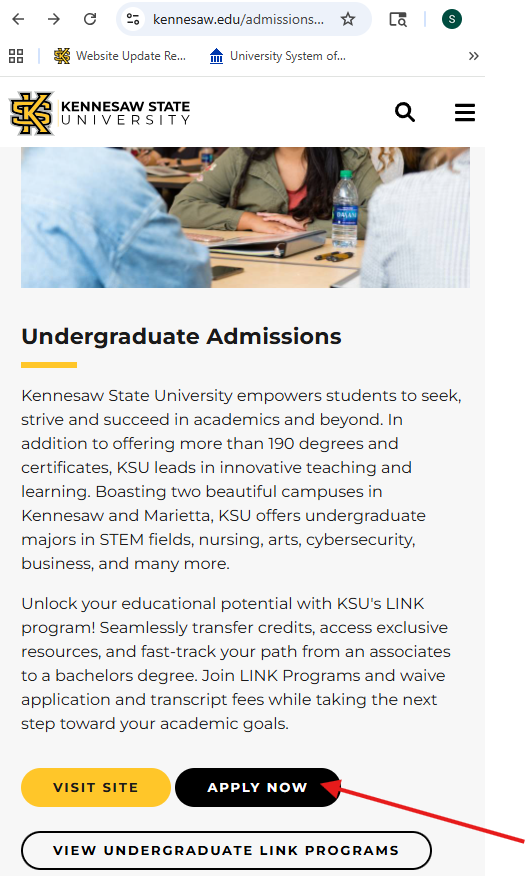 kennesaw.edu/admissions...
S
Website Update Re...
University System of...
KENNESAW STATE
UNIVERSITY
DASANI
Undergraduate Admissions
Kennesaw State University empowers students to seek,
strive and succeed in academics and beyond. In
addition to offering more than 190 degrees and
certificates, KSU leads in innovative teaching and
learning. Boasting two beautiful campuses in
Kennesaw and Marietta, KSU offers undergraduate
majors in STEM fields, nursing, arts, cybersecurity,
business, and many more.
Unlock your educational potential with KSU's LINK
program! Seamlessly transfer credits, access exclusive
resources, and fast-track your path from an associates
to a bachelors degree. Join LINK Programs and waive
application and transcript fees while taking the next
step toward your academic goals.
VISIT SITE
APPLY NOW
VIEW UNDERGRADUATE LINK PROGRAMS